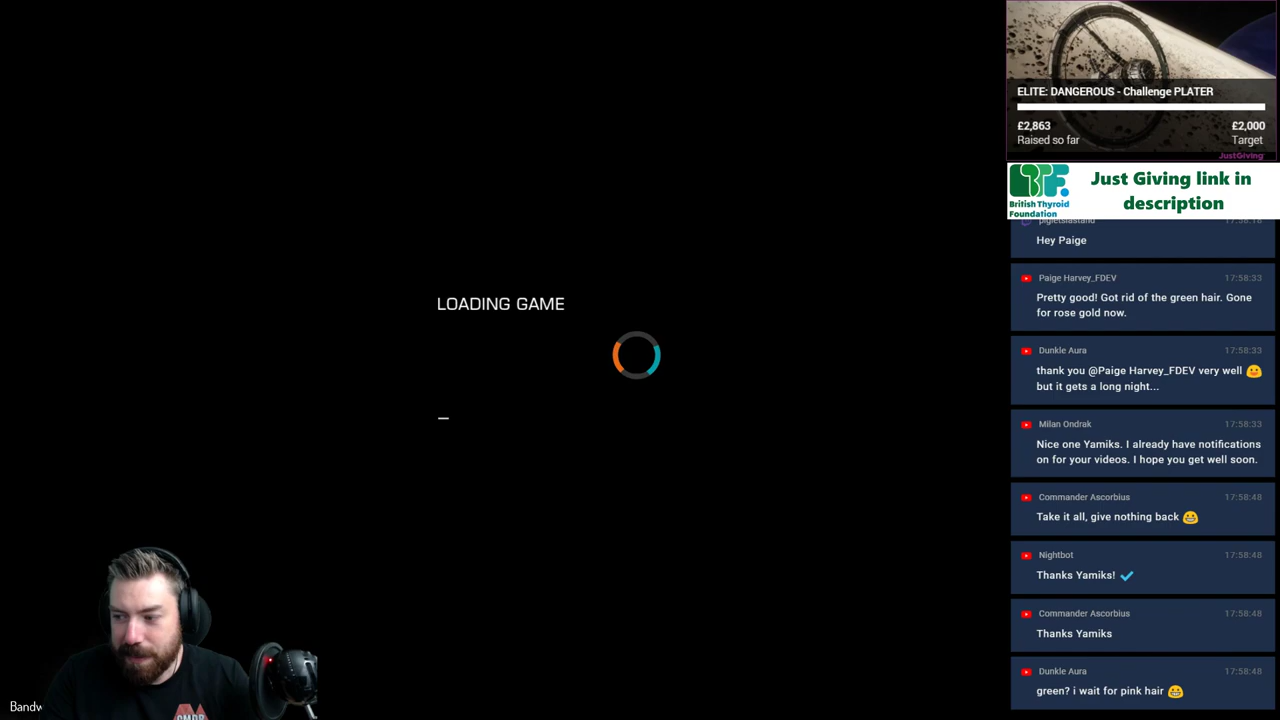 LOADING GAME
ELITE: DANGEROUS - Challenge PLATER
£2,863
£2,000
Raised so far
Target
JustGiving
BTF
British Thyroid
Foundation
Just Giving link in
description
Hey Paige
Paige Harvey_FDEV 17:58:33
Pretty good! Got rid of the green hair. Gone
for rose gold now.
Dunkle Aura 17:58:33
thank you @Paige Harvey_FDEV very well 😀
but it gets a long night...
Milan Ondrak 17:58:33
Nice one Yamiks. I already have notifications
on for your videos. I hope you get well soon.
Commander Ascorbius 17:58:48
Take it all, give nothing back 😁
Nightbot 17:58:48
Thanks Yamiks! ✓
Commander Ascorbius 17:58:48
Thanks Yamiks
Dunkle Aura 17:58:48
green? i wait for pink hair 😁
CMDR
Bandw